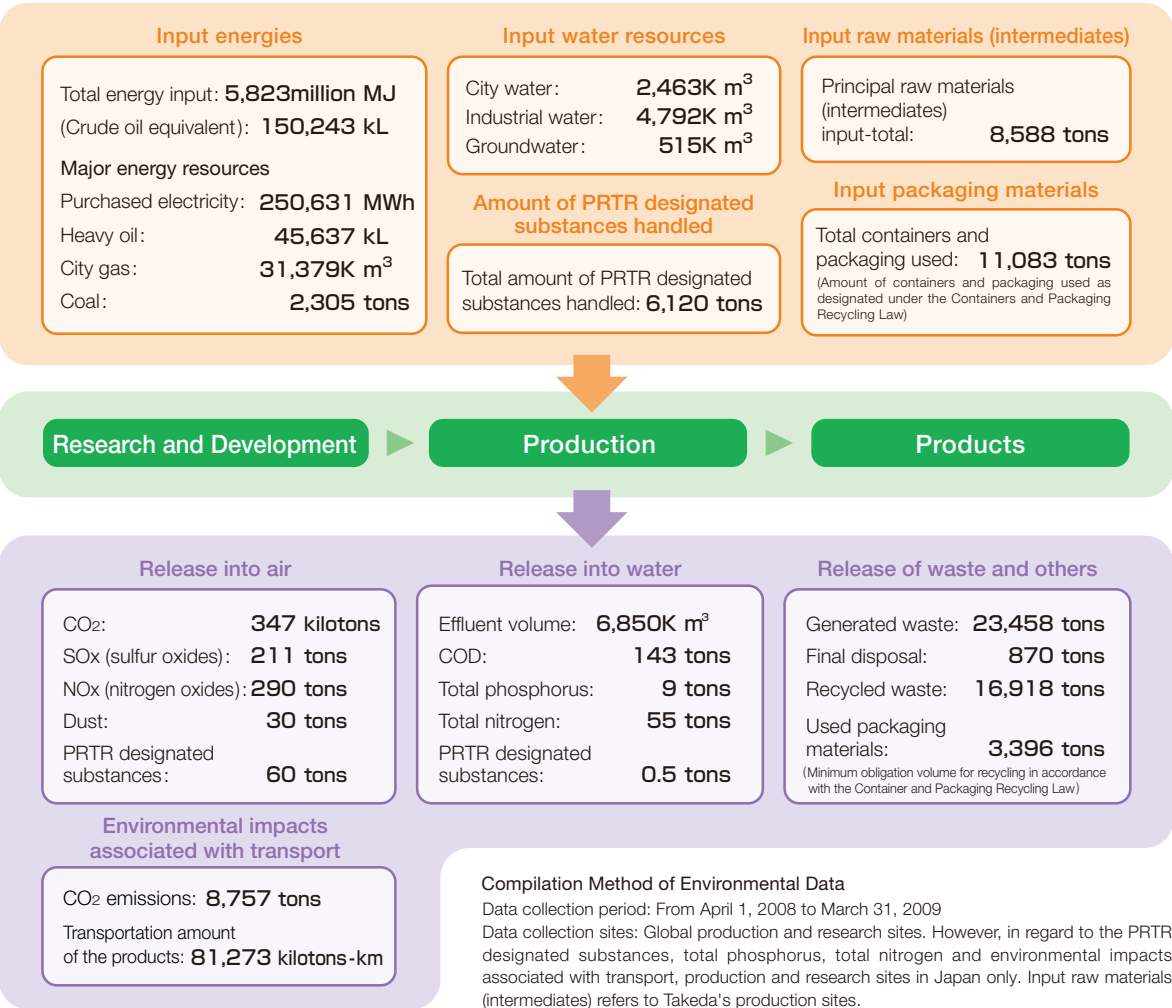 Input energies
Total energy input: 5,823million MJ
(Crude oil equivalent): 150,243 kL
Major energy resources
Purchased electricity: 250,631 MWh
Heavy oil: 45,637 kL
City gas: 31,379K m³
Coal: 2,305 tons
Input water resources
City water: 2,463K m³
Industrial water: 4,792K m³
Groundwater: 515K m³
Amount of PRTR designated
substances handled
Total amount of PRTR designated
substances handled: 6,120 tons
Input raw materials (intermediates)
Principal raw materials
(intermediates)
input-total: 8,588 tons
Input packaging materials
Total containers and
packaging used: 11,083 tons
(Amount of containers and packaging used as
designated under the Containers and Packaging
Recycling Law)
Research and Development
Production
Products
Release into air
CO2: 347 kilotons
SOx (sulfur oxides): 211 tons
NOx (nitrogen oxides): 290 tons
Dust: 30 tons
PRTR designated
substances: 60 tons
Release into water
Effluent volume: 6,850K m³
COD: 143 tons
Total phosphorus: 9 tons
Total nitrogen: 55 tons
PRTR designated
substances: 0.5 tons
Release of waste and others
Generated waste: 23,458 tons
Final disposal: 870 tons
Recycled waste: 16,918 tons
Used packaging
materials: 3,396 tons
(Minimum obligation volume for recycling in accordance
with the Container and Packaging Recycling Law)
Environmental impacts
associated with transport
CO2 emissions: 8,757 tons
Transportation amount
of the products: 81,273 kilotons-km
Compilation Method of Environmental Data
Data collection period: From April 1, 2008 to March 31, 2009
Data collection sites: Global production and research sites. However, in regard to the PRTR
designated substances, total phosphorus, total nitrogen and environmental impacts
associated with transport, production and research sites in Japan only. Input raw materials
(intermediates) refers to Takeda's production sites.